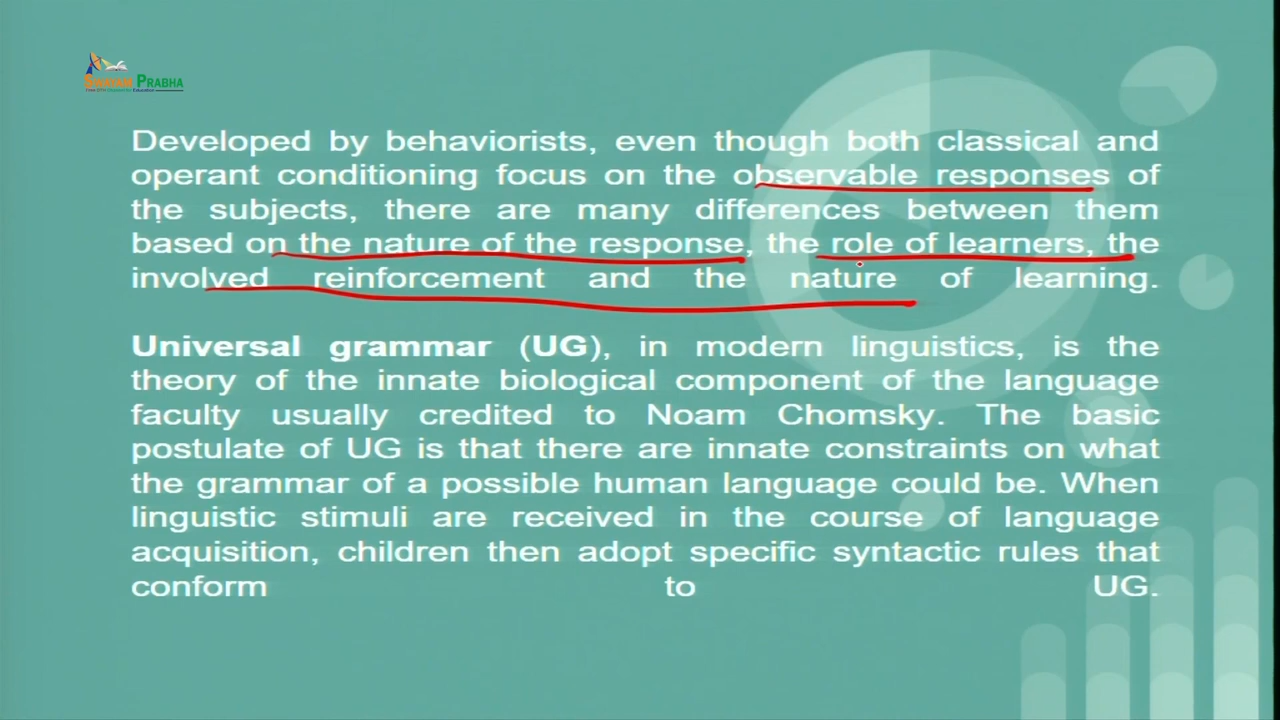 SWAYAM PRABHA
Developed by behaviorists, even though both classical and
operant conditioning focus on the observable responses of
the subjects, there are many differences between them
based on the nature of the response, the role of learners, the
involved reinforcement and the nature of learning.
Universal grammar (UG), in modern linguistics, is the
theory of the innate biological component of the language
faculty usually credited to Noam Chomsky. The basic
postulate of UG is that there are innate constraints on what
the grammar of a possible human language could be. When
linguistic stimuli are received in the course of language
acquisition, children then adopt specific syntactic rules that
conform to UG.